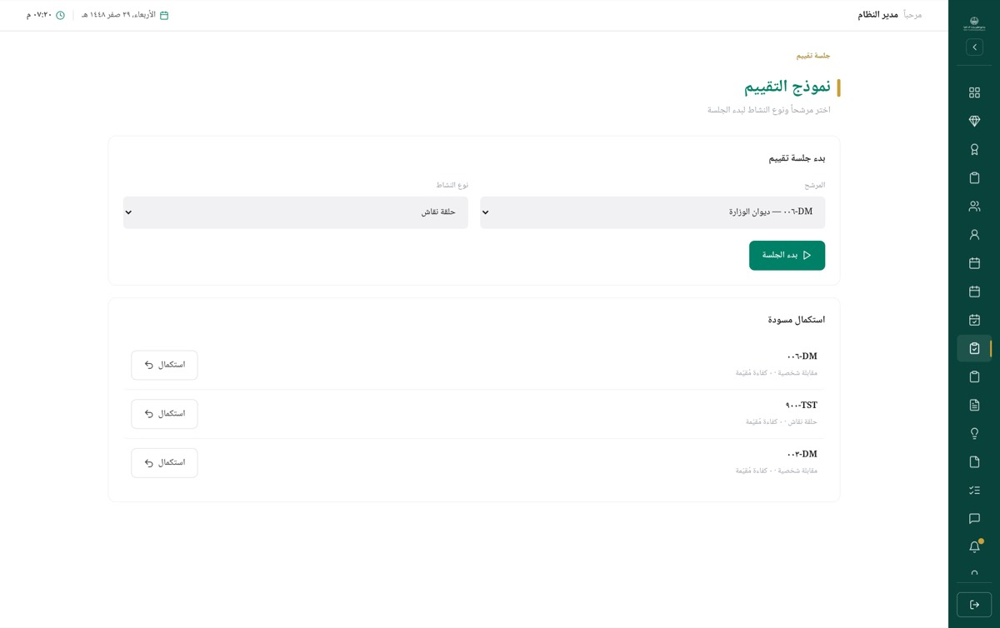 مرحباً مدير النظام
الأربعاء، ٢٩ صفر ١٤٤٨ هـ
٠٧:٢٠ م
جلسة تقييم
نموذج التقييم
اختر مرشحاً ونوع النشاط لبدء الجلسة
بدء جلسة تقييم
المرشح
نوع النشاط
DM-٠٠٦ — ديوان الوزارة
حلقة نقاش
بدء الجلسة
استكمال مسودة
DM-٠٠٦
مقابلة شخصية · ٠ كفاءة مُقيّمة
استكمال
TST-٩٠٠
حلقة نقاش · ٠ كفاءة مُقيّمة
استكمال
DM-٠٠٣
مقابلة شخصية · ٠ كفاءة مُقيّمة
استكمال